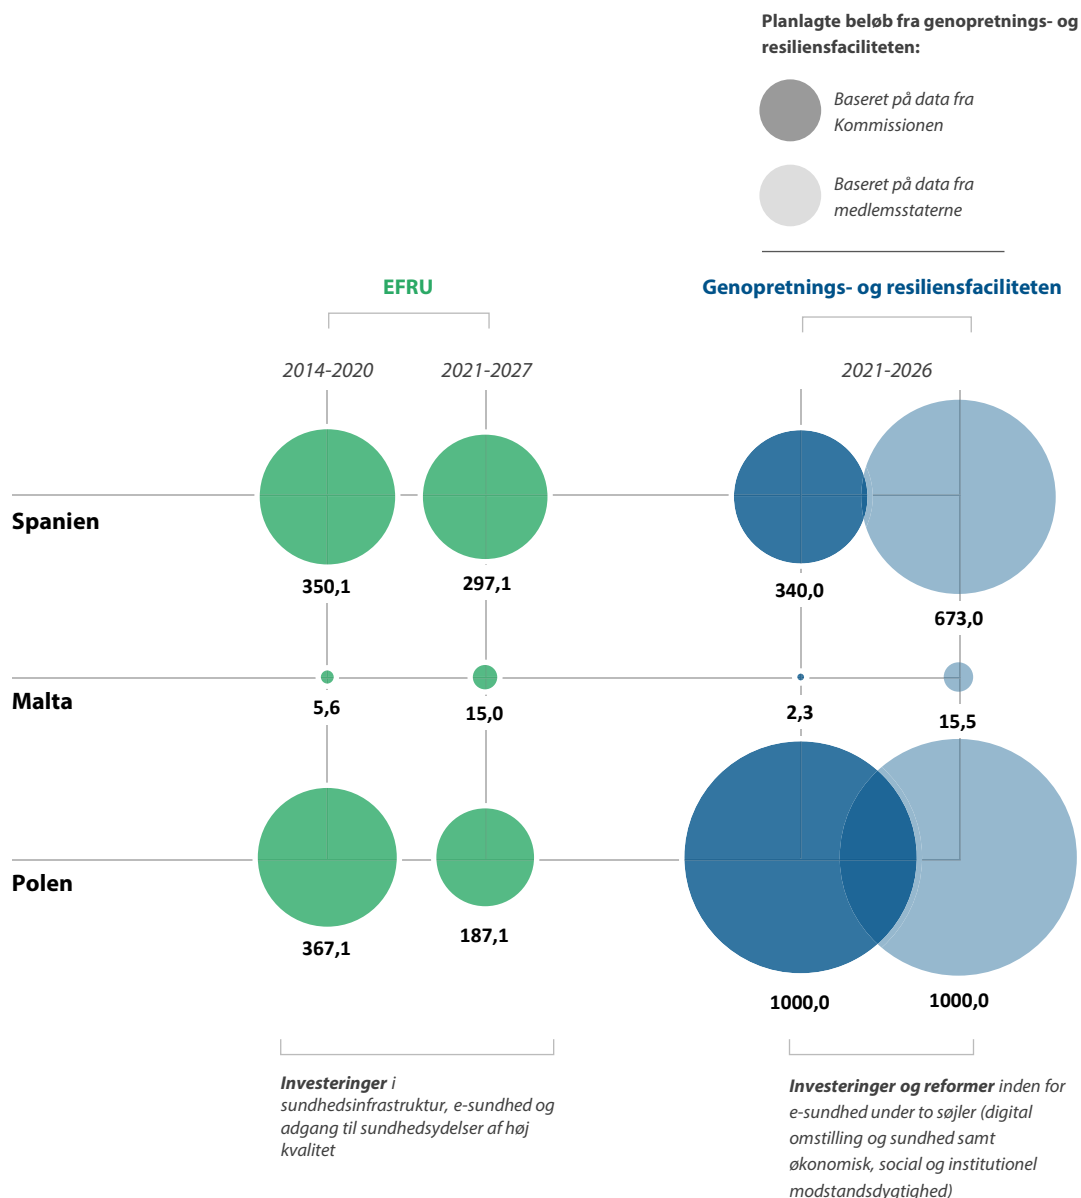 Planlagte beløb fra genopretnings- og
resiliensfaciliteten:
Baseret på data fra
Kommissionen
Baseret på data fra
medlemsstaterne
EFRU
Genopretnings- og resiliensfaciliteten
2014-2020
2021-2027
2021-2026
Spanien
350,1
297,1
340,0
673,0
Malta
5,6
15,0
2,3
15,5
Polen
367,1
187,1
1000,0
1000,0
Investeringer i
sundhedsinfrastruktur, e-sundhed og
adgang til sundhedsydelser af høj
kvalitet
Investeringer og reformer inden for
e-sundhed under to søjler (digital
omstilling og sundhed samt
økonomisk, social og institutionel
modstandsdygtighed)